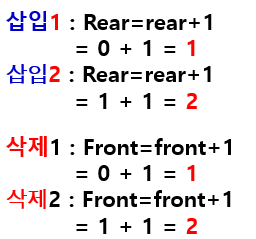 삽입1 : Rear=rear+1
= 0 + 1 = 1
삽입2 : Rear=rear+1
= 1 + 1 = 2
삭제1 : Front=front+1
= 0 + 1 = 1
삭제2 : Front=front+1
= 1 + 1 = 2